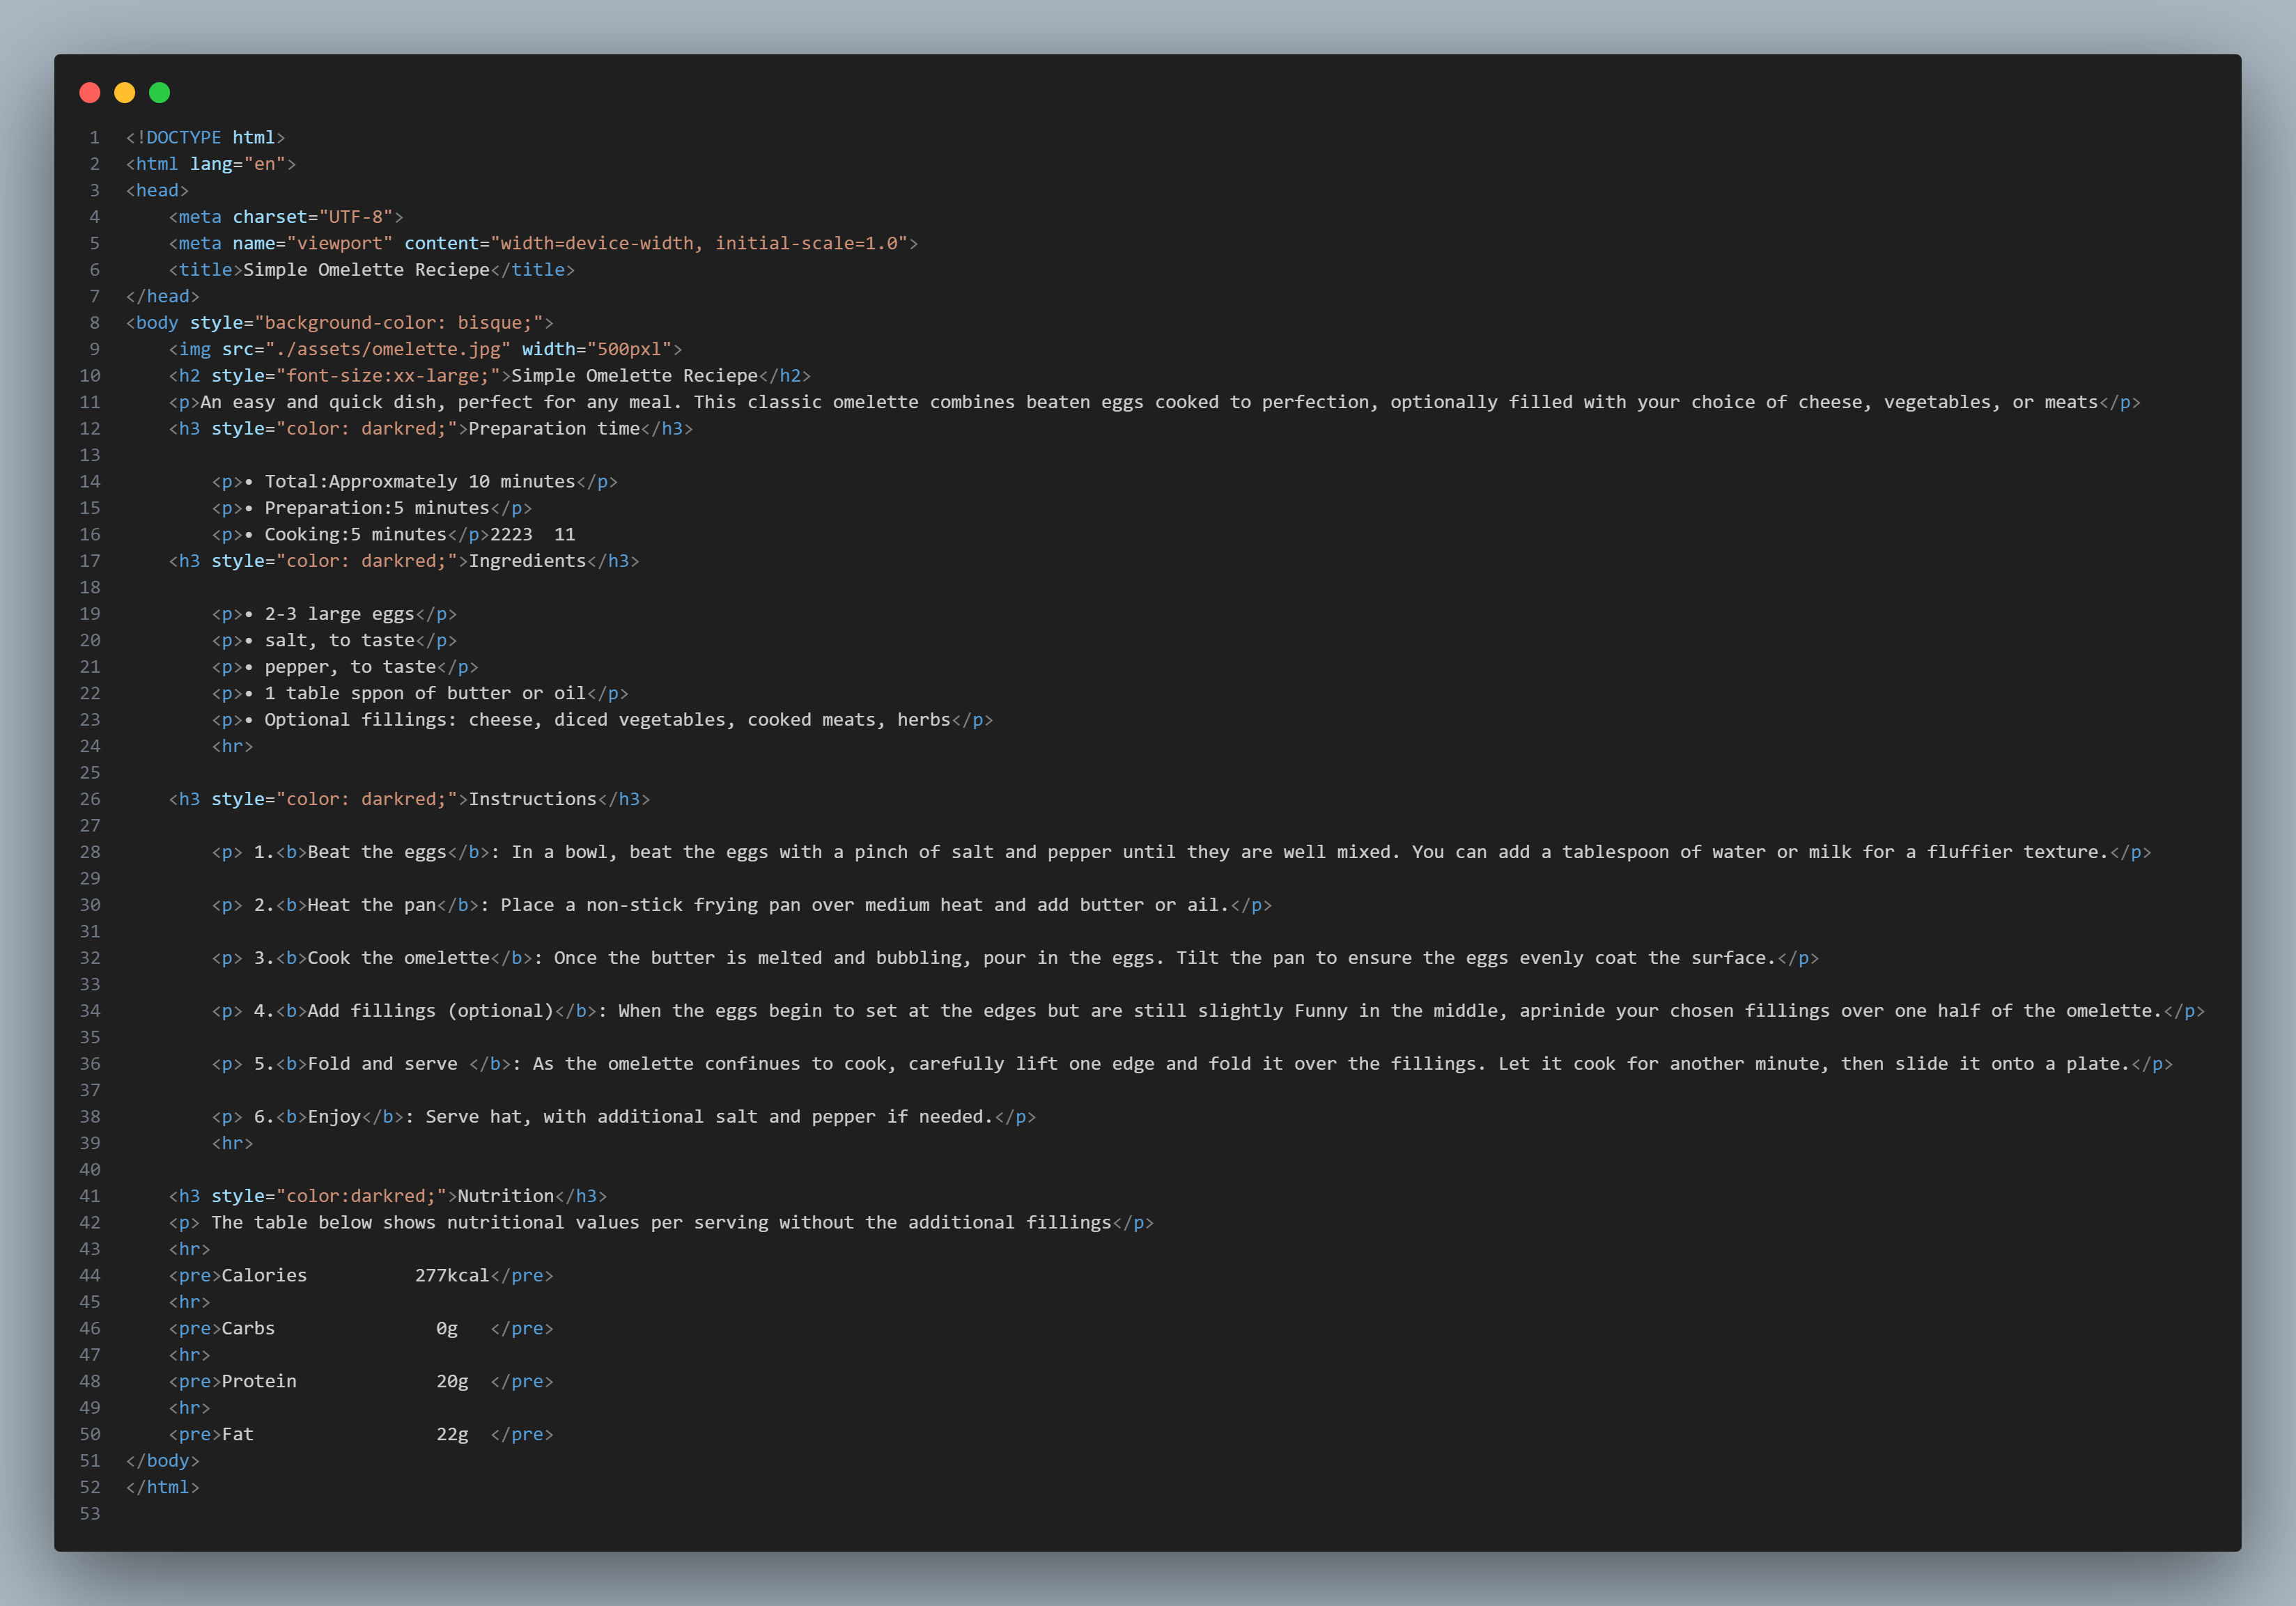 1 <!DOCTYPE html>
2 <html lang="en">
3 <head>
4     <meta charset="UTF-8">
5     <meta name="viewport" content="width=device-width, initial-scale=1.0">
6     <title>Simple Omelette Reciepe</title>
7 </head>
8 <body style="background-color: bisque;">
9     <img src="./assets/omelette.jpg" width="500pxl">
10     <h2 style="font-size:xx-large;">Simple Omelette Reciepe</h2>
11     <p>An easy and quick dish, perfect for any meal. This classic omelette combines beaten eggs cooked to perfection, optionally filled with your choice of cheese, vegetables, or meats</p>
12     <h3 style="color: darkred;">Preparation time</h3>
13
14         <p>• Total:Approxmately 10 minutes</p>
15         <p>• Preparation:5 minutes</p>
16         <p>• Cooking:5 minutes</p>2223  11
17     <h3 style="color: darkred;">Ingredients</h3>
18
19         <p>• 2-3 large eggs</p>
20         <p>• salt, to taste</p>
21         <p>• pepper, to taste</p>
22         <p>• 1 table sppon of butter or oil</p>
23         <p>• Optional fillings: cheese, diced vegetables, cooked meats, herbs</p>
24         <hr>
25
26     <h3 style="color: darkred;">Instructions</h3>
27
28         <p> 1.<b>Beat the eggs</b>: In a bowl, beat the eggs with a pinch of salt and pepper until they are well mixed. You can add a tablespoon of water or milk for a fluffier texture.</p>
29
30         <p> 2.<b>Heat the pan</b>: Place a non-stick frying pan over medium heat and add butter or ail.</p>
31
32         <p> 3.<b>Cook the omelette</b>: Once the butter is melted and bubbling, pour in the eggs. Tilt the pan to ensure the eggs evenly coat the surface.</p>
33
34         <p> 4.<b>Add fillings (optional)</b>: When the eggs begin to set at the edges but are still slightly Funny in the middle, aprinide your chosen fillings over one half of the omelette.</p>
35
36         <p> 5.<b>Fold and serve </b>: As the omelette confinues to cook, carefully lift one edge and fold it over the fillings. Let it cook for another minute, then slide it onto a plate.</p>
37
38         <p> 6.<b>Enjoy</b>: Serve hat, with additional salt and pepper if needed.</p>
39         <hr>
40
41     <h3 style="color:darkred;">Nutrition</h3>
42     <p> The table below shows nutritional values per serving without the additional fillings</p>
43     <hr>
44     <pre>Calories          277kcal</pre>
45     <hr>
46     <pre>Carbs               0g   </pre>
47     <hr>
48     <pre>Protein             20g  </pre>
49     <hr>
50     <pre>Fat                 22g  </pre>
51 </body>
52 </html>
53